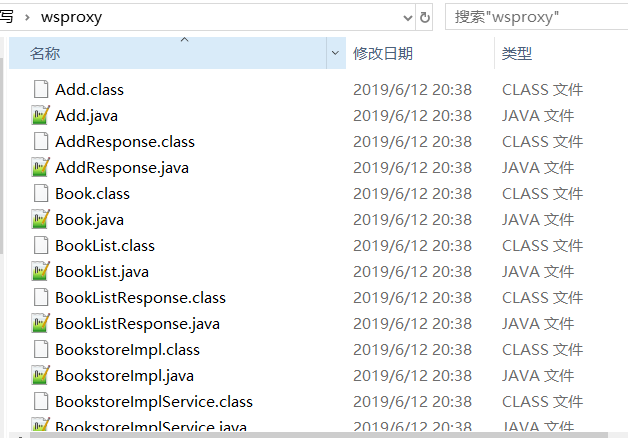 写 › wsproxy 搜索"wsproxy"
名称 修改日期 类型
Add.class 2019/6/12 20:38 CLASS 文件
Add.java 2019/6/12 20:38 JAVA 文件
AddResponse.class 2019/6/12 20:38 CLASS 文件
AddResponse.java 2019/6/12 20:38 JAVA 文件
Book.class 2019/6/12 20:38 CLASS 文件
Book.java 2019/6/12 20:38 JAVA 文件
BookList.class 2019/6/12 20:38 CLASS 文件
BookList.java 2019/6/12 20:38 JAVA 文件
BookListResponse.class 2019/6/12 20:38 CLASS 文件
BookListResponse.java 2019/6/12 20:38 JAVA 文件
BookstoreImpl.class 2019/6/12 20:38 CLASS 文件
BookstoreImpl.java 2019/6/12 20:38 JAVA 文件
BookstoreImplService.class 2019/6/12 20:38 CLASS 文件
BookstoreImplService.java 2019/6/12 20:38 JAVA 文件